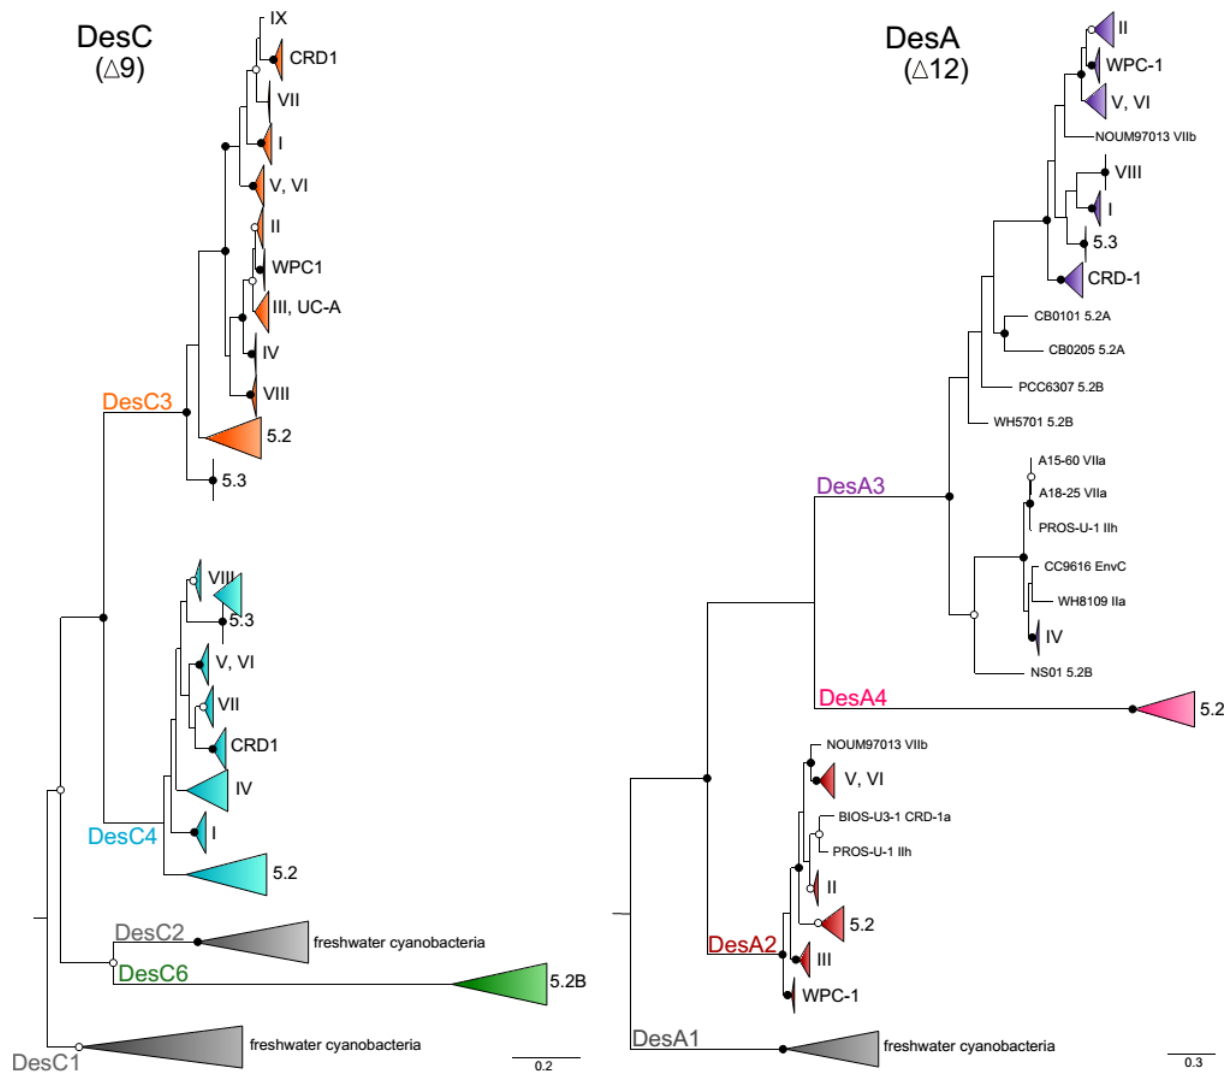 DesC
(△9)
IX
CRD1
VII
I
V, VI
II
WPC1
III, UC-A
IV
VIII
DesC3
5.2
5.3
VIII
5.3
V, VI
VII
CRD1
IV
DesC4
I
5.2
DesC2
freshwater cyanobacteria
DesC6
5.2B
freshwater cyanobacteria
DesC1
0.2
DesA
(△12)
II
WPC-1
V, VI
NOUM97013 VIIb
VIII
I
5.3
CRD-1
CB0101 5.2A
CB0205 5.2A
PCC6307 5.2B
WH5701 5.2B
A15-60 VIIa
DesA3
A18-25 VIIa
PROS-U-1 IIh
CC9616 EnvC
WH8109 IIa
IV
NS01 5.2B
DesA4
5.2
NOUM97013 VIIb
V, VI
BIOS-U3-1 CRD-1a
PROS-U-1 IIh
II
5.2
DesA2
III
WPC-1
DesA1
freshwater cyanobacteria
0.3